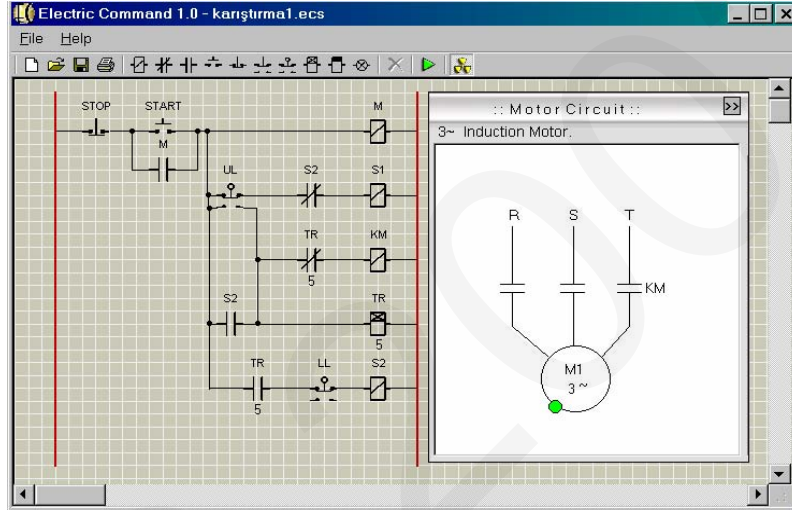 Electric Command 1.0 - karıştırma1.ecs
File Help
:: Motor Circuit ::
>>
3~ Induction Motor.
STOP START M
M
UL S2 S1
TR KM
5
S2 TR
5
TR LL S2
5
R S T
KM
M1
3 ~